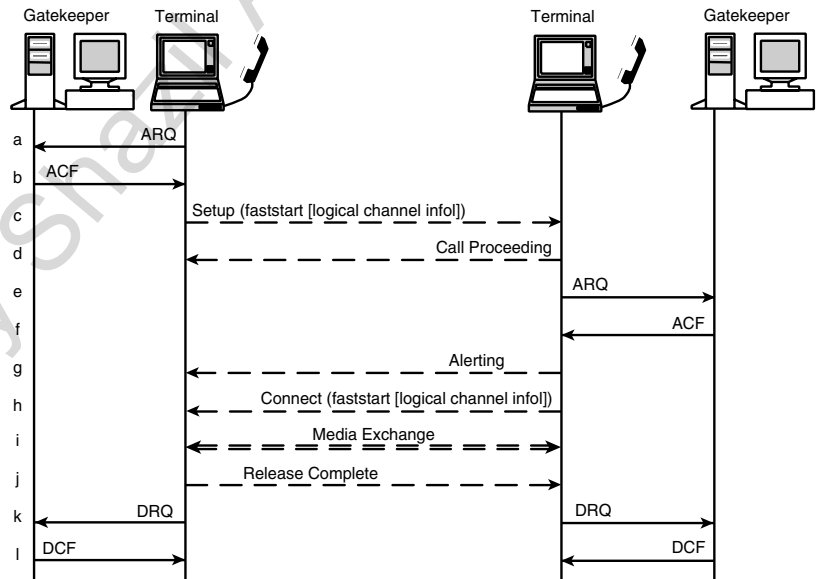 Gatekeeper Terminal Terminal Gatekeeper
a ARQ
b ACF
c Setup (faststart [logical channel infol])
d Call Proceeding
e ARQ
f ACF
g Alerting
h Connect (faststart [logical channel infol])
i Media Exchange
j Release Complete
k DRQ DRQ
l DCF DCF
y Shazil A